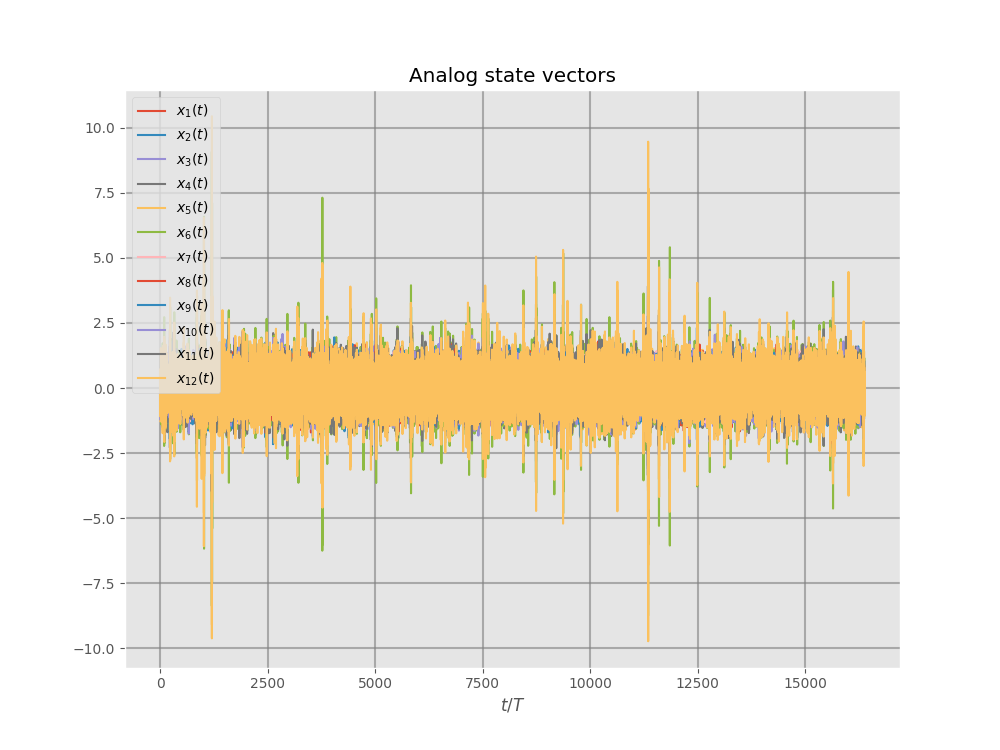 Analog state vectors
x₁(t)
x₂(t)
x₃(t)
x₄(t)
x₅(t)
x₆(t)
x₇(t)
x₈(t)
x₉(t)
x₁₀(t)
x₁₁(t)
x₁₂(t)
10.0
7.5
5.0
2.5
0.0
−2.5
−5.0
−7.5
−10.0
0 2500 5000 7500 10000 12500 15000
t/T